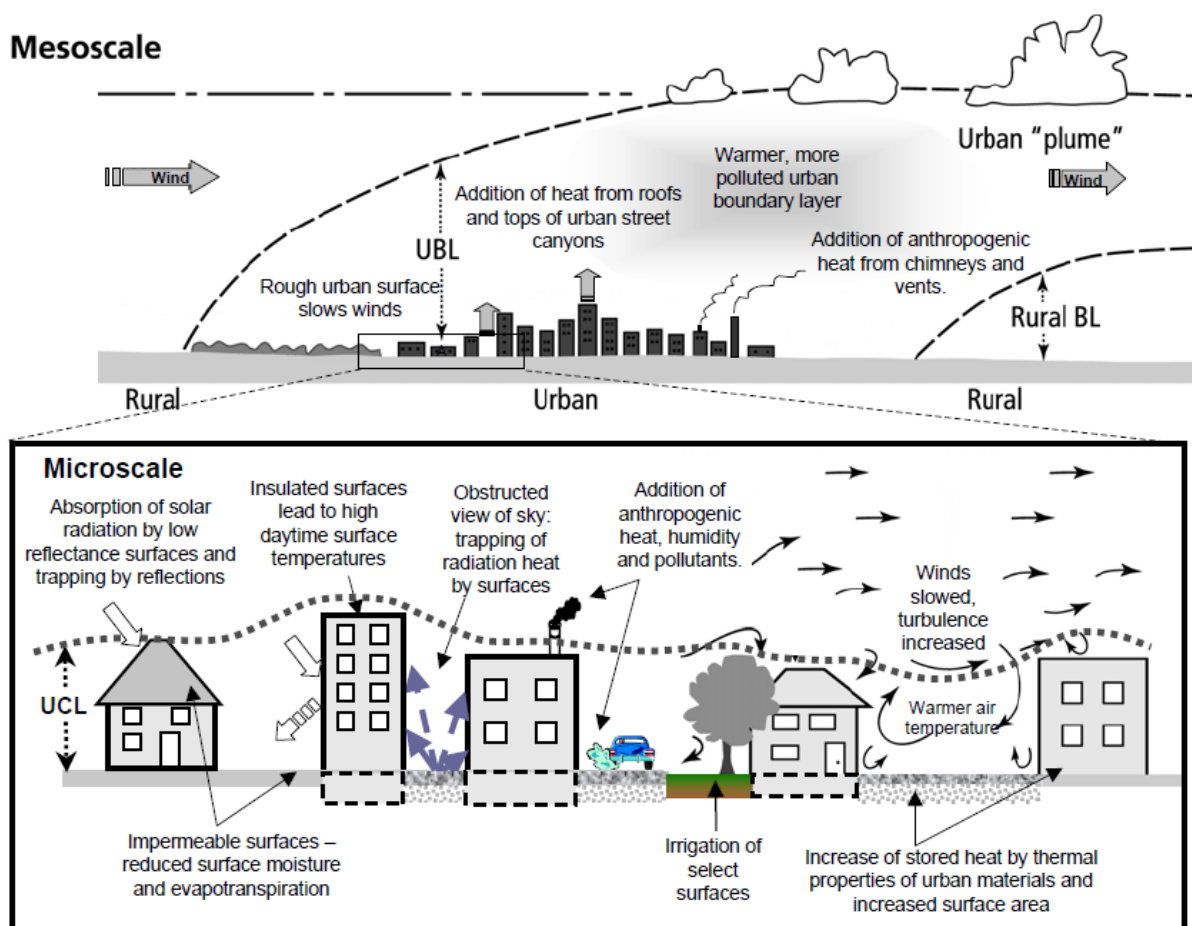 Mesoscale
Urban "plume"
Wind
Wind
Warmer, more
polluted urban
boundary layer
Addition of heat from roofs
and tops of urban street
canyons
UBL
Addition of anthropogenic
heat from chimneys and
vents.
Rough urban surface
slows winds
Rural BL
Rural
Urban
Rural
Microscale
Absorption of solar
radiation by low
reflectance surfaces and
trapping by reflections
Insulated surfaces
lead to high
daytime surface
temperatures
Obstructed
view of sky:
trapping of
radiation heat
by surfaces
Addition of
anthropogenic
heat, humidity
and pollutants.
Winds
slowed,
turbulence
increased
UCL
Warmer air
temperature
Impermeable surfaces –
reduced surface moisture
and evapotranspiration
Irrigation of
select
surfaces
Increase of stored heat by thermal
properties of urban materials and
increased surface area